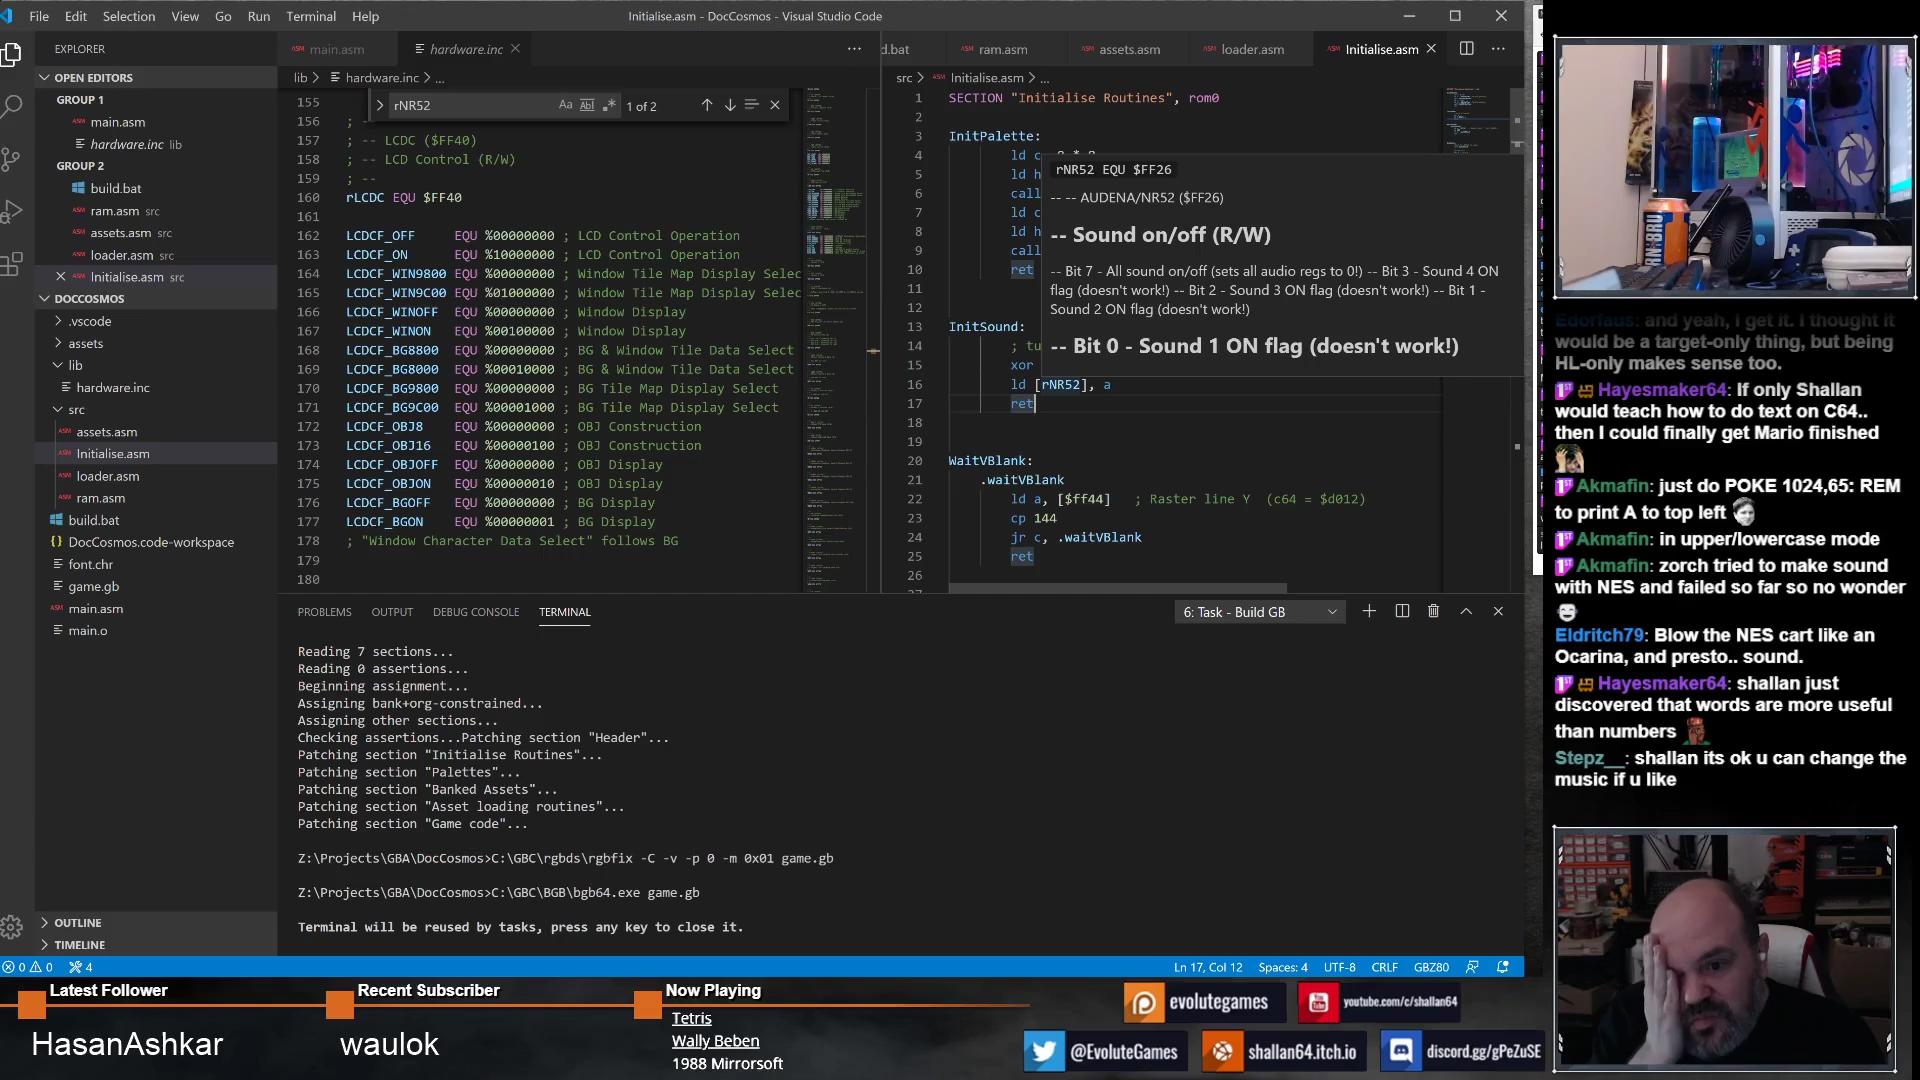 File Edit Selection View Go Run Terminal Help
Initialise.asm - DocCosmos - Visual Studio Code
EXPLORER
OPEN EDITORS
GROUP 1
main.asm
hardware.inc lib
GROUP 2
build.bat
ram.asm src
assets.asm src
loader.asm src
Initialise.asm src
DOCCOSMOS
.vscode
assets
lib
hardware.inc
src
assets.asm
Initialise.asm
loader.asm
ram.asm
build.bat
DocCosmos.code-workspace
font.chr
game.gb
main.asm
main.o
OUTLINE
TIMELINE
main.asm hardware.inc
lib > hardware.inc > ...
rNR52 Aa Abl 1 of 2
155
156 ; -
157 ; -- LCDC ($FF40)
158 ; -- LCD Control (R/W)
159 ; --
160 rLCDC EQU $FF40
161
162 LCDCF_OFF EQU %00000000 ; LCD Control Operation
163 LCDCF_ON EQU %10000000 ; LCD Control Operation
164 LCDCF_WIN9800 EQU %00000000 ; Window Tile Map Display Selec
165 LCDCF_WIN9C00 EQU %01000000 ; Window Tile Map Display Selec
166 LCDCF_WINOFF EQU %00000000 ; Window Display
167 LCDCF_WINON EQU %00100000 ; Window Display
168 LCDCF_BG8800 EQU %00000000 ; BG & Window Tile Data Select
169 LCDCF_BG8000 EQU %00010000 ; BG & Window Tile Data Select
170 LCDCF_BG9800 EQU %00000000 ; BG Tile Map Display Select
171 LCDCF_BG9C00 EQU %00001000 ; BG Tile Map Display Select
172 LCDCF_OBJ8 EQU %00000000 ; OBJ Construction
173 LCDCF_OBJ16 EQU %00000100 ; OBJ Construction
174 LCDCF_OBJOFF EQU %00000000 ; OBJ Display
175 LCDCF_OBJON EQU %00000010 ; OBJ Display
176 LCDCF_BGOFF EQU %00000000 ; BG Display
177 LCDCF_BGON EQU %00000001 ; BG Display
178 ; "Window Character Data Select" follows BG
179
180
d.bat ram.asm assets.asm loader.asm Initialise.asm
src > Initialise.asm > ...
1 SECTION "Initialise Routines", rom0
2
3 InitPalette:
4 ld c
5 ld h
6 call
7 ld c
8 ld h
9 call
10 ret
11
12
13 InitSound:
14 ; tu
15 xor
16 ld [rNR52], a
17 ret
18
19
20 WaitVBlank:
21 .waitVBlank
22 ld a, [$ff44] ; Raster line Y (c64 = $d012)
23 cp 144
24 jr c, .waitVBlank
25 ret
26
rNR52 EQU $FF26
-- -- AUDENA/NR52 ($FF26)
-- Sound on/off (R/W)
-- Bit 7 - All sound on/off (sets all audio regs to 0!) -- Bit 3 - Sound 4 ON
flag (doesn't work!) -- Bit 2 - Sound 3 ON flag (doesn't work!) -- Bit 1 -
Sound 2 ON flag (doesn't work!)
-- Bit 0 - Sound 1 ON flag (doesn't work!)
PROBLEMS OUTPUT DEBUG CONSOLE TERMINAL
6: Task - Build GB
Reading 7 sections...
Reading 0 assertions...
Beginning assignment...
Assigning bank+org-constrained...
Assigning other sections...
Checking assertions...Patching section "Header"...
Patching section "Initialise Routines"...
Patching section "Palettes"...
Patching section "Banked Assets"...
Patching section "Asset loading routines"...
Patching section "Game code"...
Z:\Projects\GBA\DocCosmos>C:\GBC\rgbds\rgbfix -C -v -p 0 -m 0x01 game.gb
Z:\Projects\GBA\DocCosmos>C:\GBC\BGB\bgb64.exe game.gb
Terminal will be reused by tasks, press any key to close it.
0 0 4
Ln 17, Col 12 Spaces: 4 UTF-8 CRLF GBZ80
Edorfaus: and yeah, I get it. I thought it
would be a target-only thing, but being
HL-only makes sense too.
Hayesmaker64: If only Shallan
would teach how to do text on C64..
then I could finally get Mario finished
Akmafin: just do POKE 1024,65: REM
to print A to top left
Akmafin: in upper/lowercase mode
Akmafin: zorch tried to make sound
with NES and failed so far so no wonder
Eldritch79: Blow the NES cart like an
Ocarina, and presto.. sound.
Hayesmaker64: shallan just
discovered that words are more useful
than numbers
Stepz__: shallan its ok u can change the
music if u like
Latest Follower
HasanAshkar
Recent Subscriber
waulok
Now Playing
Tetris
Wally Beben
1988 Mirrorsoft
evolutegames
youtube.com/c/shallan64
@EvoluteGames
shallan64.itch.io
discord.gg/gPeZuSE